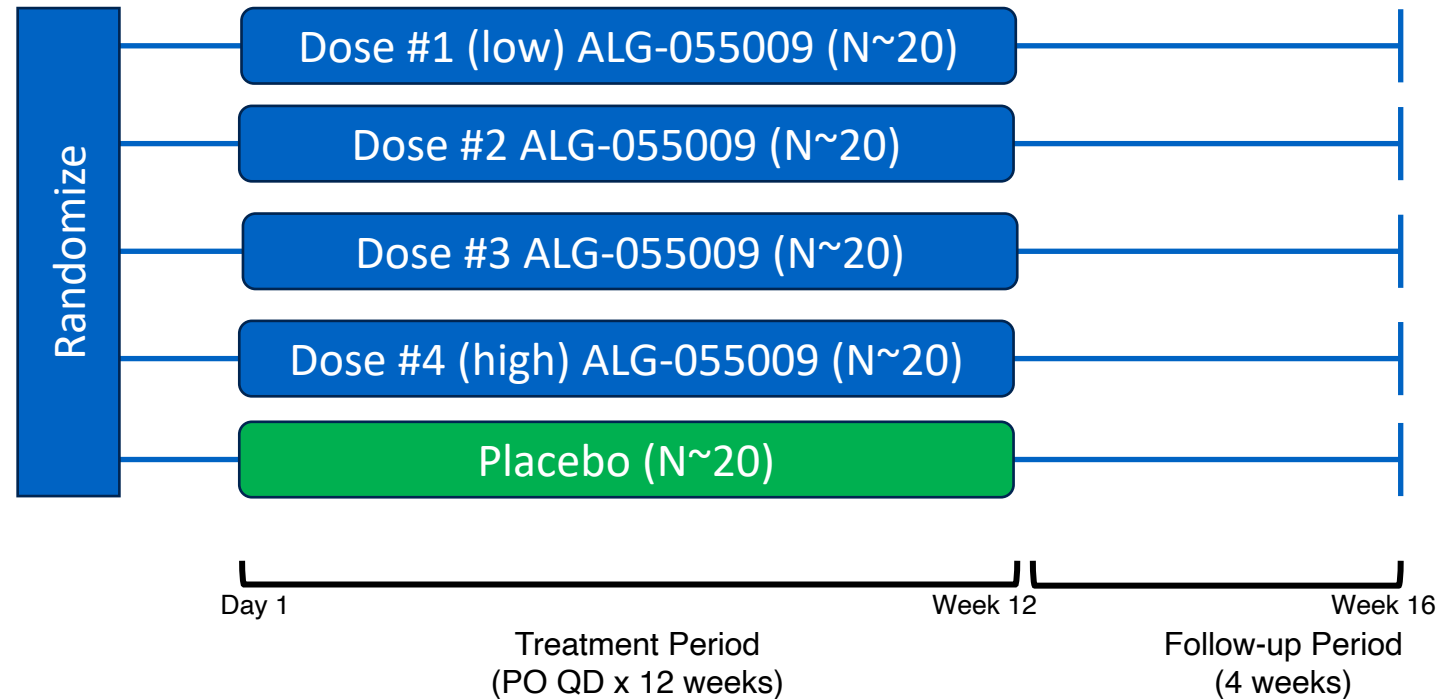 Randomize
Dose #1 (low) ALG-055009 (N~20)
Dose #2 ALG-055009 (N~20)
Dose #3 ALG-055009 (N~20)
Dose #4 (high) ALG-055009 (N~20)
Placebo (N~20)
Day 1
Week 12
Week 16
Treatment Period
(PO QD x 12 weeks)
Follow-up Period
(4 weeks)